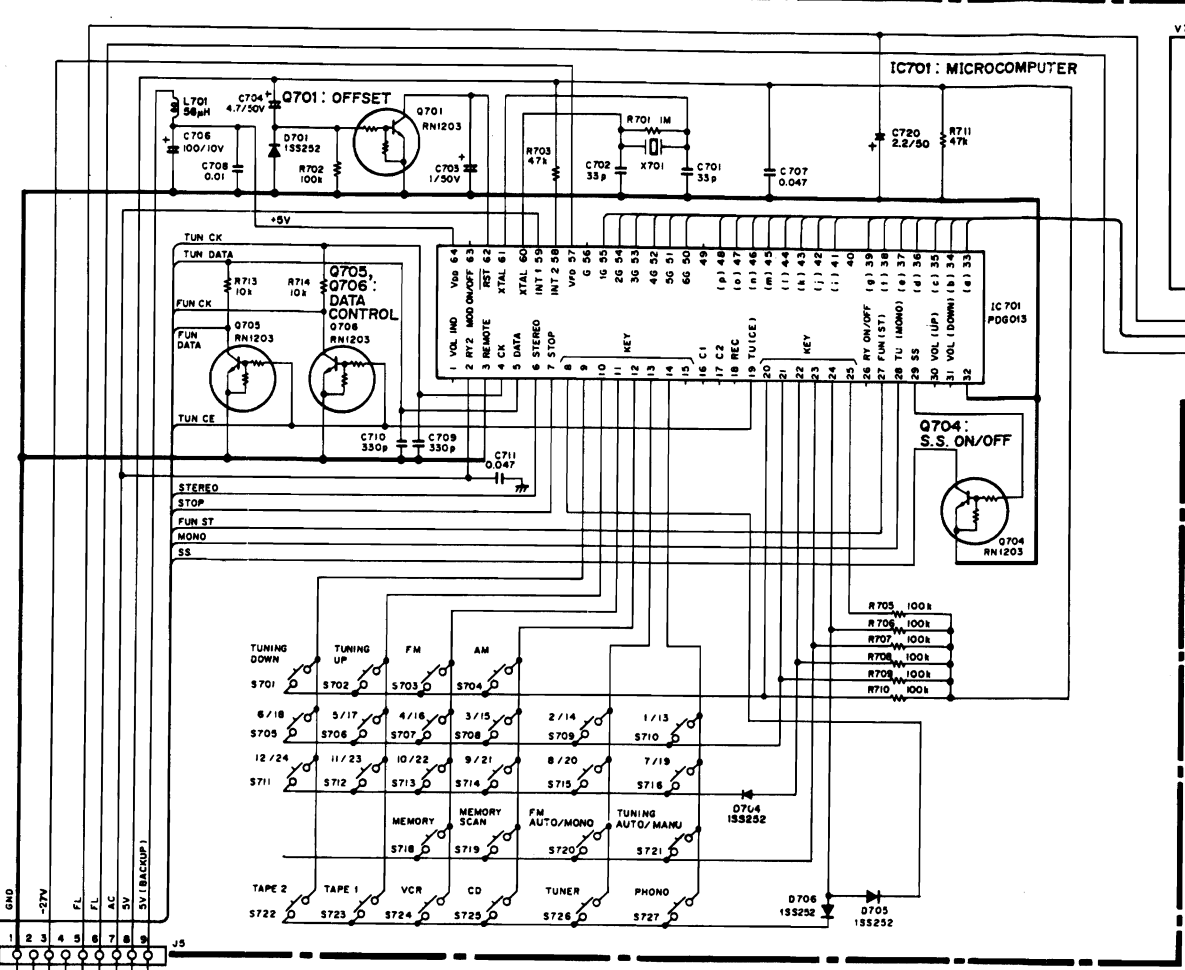 V
IC701 : MICROCOMPUTER
L701
56μH
C704
4.7/50V
Q701 : OFFSET
Q701
RN1203
C706
100/10V
C708
0.01
D701
1SS252
R702
100k
C703
1/50V
R703
47k
R701 1M
X701
C702
33p
C701
33p
C707
0.047
C720
2.2/50
R711
47k
+5V
TUN CK
TUN DATA
FUN CK
FUN
DATA
TUN CE
R713
10k
R714
10k
Q705,
Q706 :
DATA
CONTROL
Q705
RN1203
Q706
RN1203
VDD 64
MOD ON/OFF 63
RST 62
XTAL 61
XTAL 60
INT 1 59
INT 2 58
VFD 57
G 56
1G 55
2G 54
3G 53
4G 52
5G 51
6G 50
49
(p) 48
(o) 47
(n) 46
(m) 45
(l) 44
(k) 43
(j) 42
(i) 41
40
(g) 39
(f) 38
(e) 37
(d) 36
(c) 35
(b) 34
(a) 33
IC701
PDG013
1 VOL IND
2 RY2
3 REMOTE
4 CK
5 DATA
6 STEREO
7 STOP
8
9
10
11
12
13
14
15
KEY
16 C1
17 C2
18 REC
19 TU(CE)
20
21
22
23
24
25
KEY
26 RY ON/OFF
27 FUN(ST)
28 TU (MONO)
29 SS
30 VOL (UP)
31 VOL (DOWN)
32
C710
330p
C709
330p
C711
0.047
Q704 :
S.S. ON/OFF
Q704
RN1203
STEREO
STOP
FUN ST
MONO
SS
R705 100k
R706 100k
R707 100k
R708 100k
R709 100k
R710 100k
TUNING
DOWN
S701
TUNING
UP
S702
FM
S703
AM
S704
6/18
S705
5/17
S706
4/16
S707
3/15
S708
2/14
S709
1/13
S710
12/24
S711
11/23
S712
10/22
S713
9/21
S714
8/20
S715
7/19
S716
D704
1SS252
MEMORY
S718
MEMORY
SCAN
S719
FM
AUTO/MONO
S720
TUNING
AUTO/MANU
S721
TAPE 2
S722
TAPE 1
S723
VCR
S724
CD
S725
TUNER
S726
PHONO
S727
D706
1SS252
D705
1SS252
GND
-27V
FL
FL
AC
5V
5V (BACKUP)
1 2 3 4 5 6 7 8 9
J5